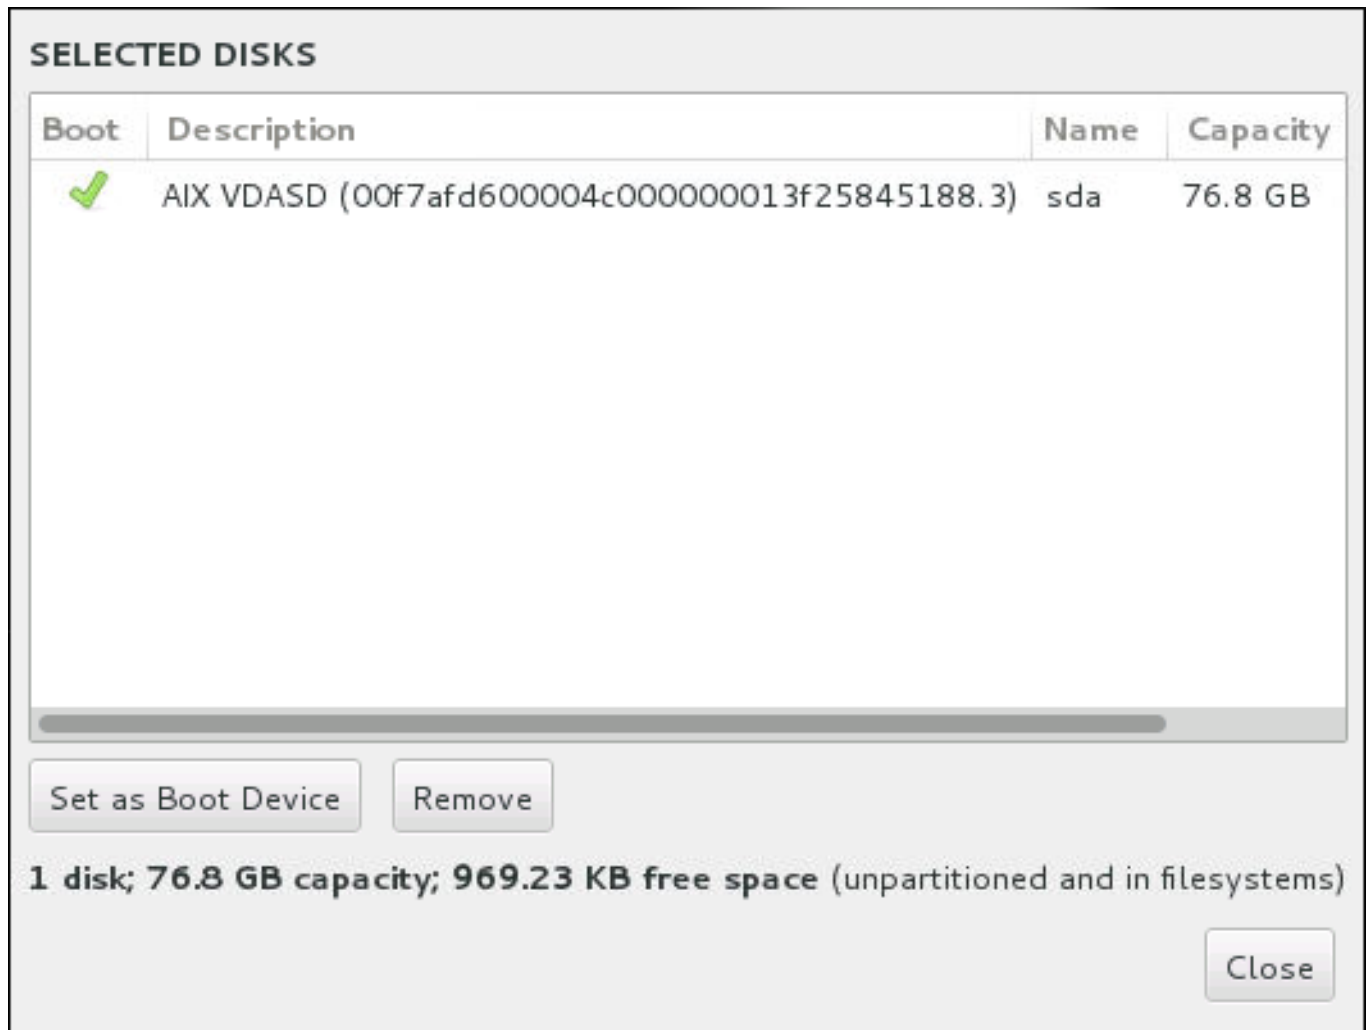 SELECTED DISKS
Boot Description Name Capacity
AIX VDASD (00f7afd600004c000000013f25845188.3) sda 76.8 GB
Set as Boot Device Remove
1 disk; 76.8 GB capacity; 969.23 KB free space (unpartitioned and in filesystems)
Close